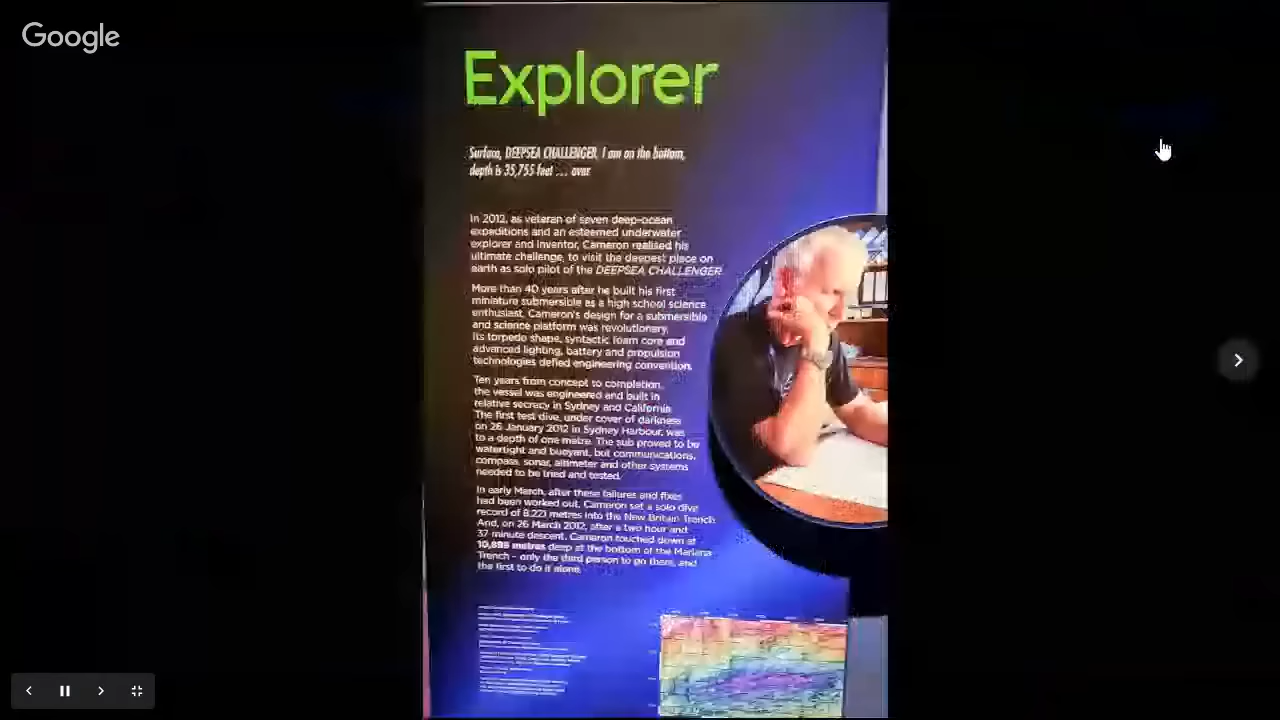 Google
Explorer
Surface, DEEPSEA CHALLENGER, I am on the bottom,
depth is 35,755 feet ... over
In 2012, as veteran of seven deep-ocean
expeditions and an esteemed underwater
explorer and inventor, Cameron realised his
ultimate challenge, to visit the deepest place on
earth as solo pilot of the DEEPSEA CHALLENGER.
More than 40 years after he built his first
miniature submersible as a high school science
enthusiast, Cameron's design for a submersible
and science platform was revolutionary.
Its torpedo shape, syntactic foam core and
advanced lighting, battery and propulsion
technologies defied engineering convention.
Ten years from concept to completion,
the vessel was engineered and built in
relative secrecy in Sydney and California.
The first test dive, under cover of darkness
on 26 January 2012 in Sydney Harbour, was
to a depth of one metre. The sub proved to be
watertight and buoyant, but communications,
compass, sonar, altimeter and other systems
needed to be tried and tested.
In early March, after these failures and fixes
had been worked out, Cameron set a solo dive
record of 8,221 metres into the New Britain Trench.
And, on 26 March 2012, after a two hour and
37 minute descent, Cameron touched down at
10,898 metres deep at the bottom of the Mariana
Trench – only the third person to go there, and
the first to do it alone.